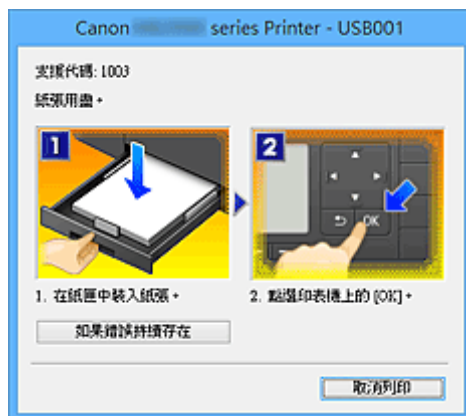 Canon series Printer - USB001
支援代碼: 1003
紙張用盡。
1
2
OK
1. 在紙匣中裝入紙張。
2. 點選印表機上的 [OK]。
如果錯誤持續存在
取消列印